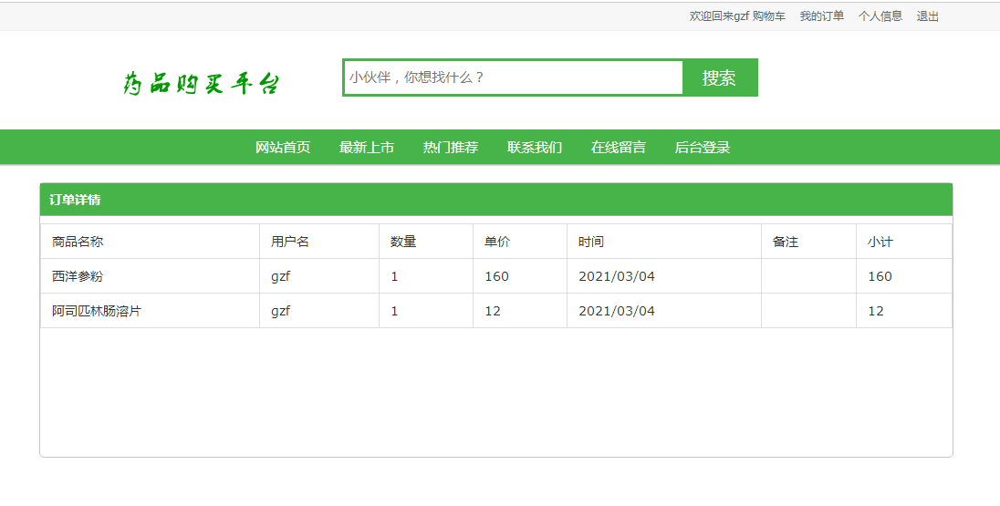 欢迎回来gzf 购物车 我的订单 个人信息 退出
药品购买平台
小伙伴，你想找什么？ 搜索
网站首页 最新上市 热门推荐 联系我们 在线留言 后台登录
订单详情
商品名称 用户名 数量 单价 时间 备注 小计
西洋参粉 gzf 1 160 2021/03/04 160
阿司匹林肠溶片 gzf 1 12 2021/03/04 12